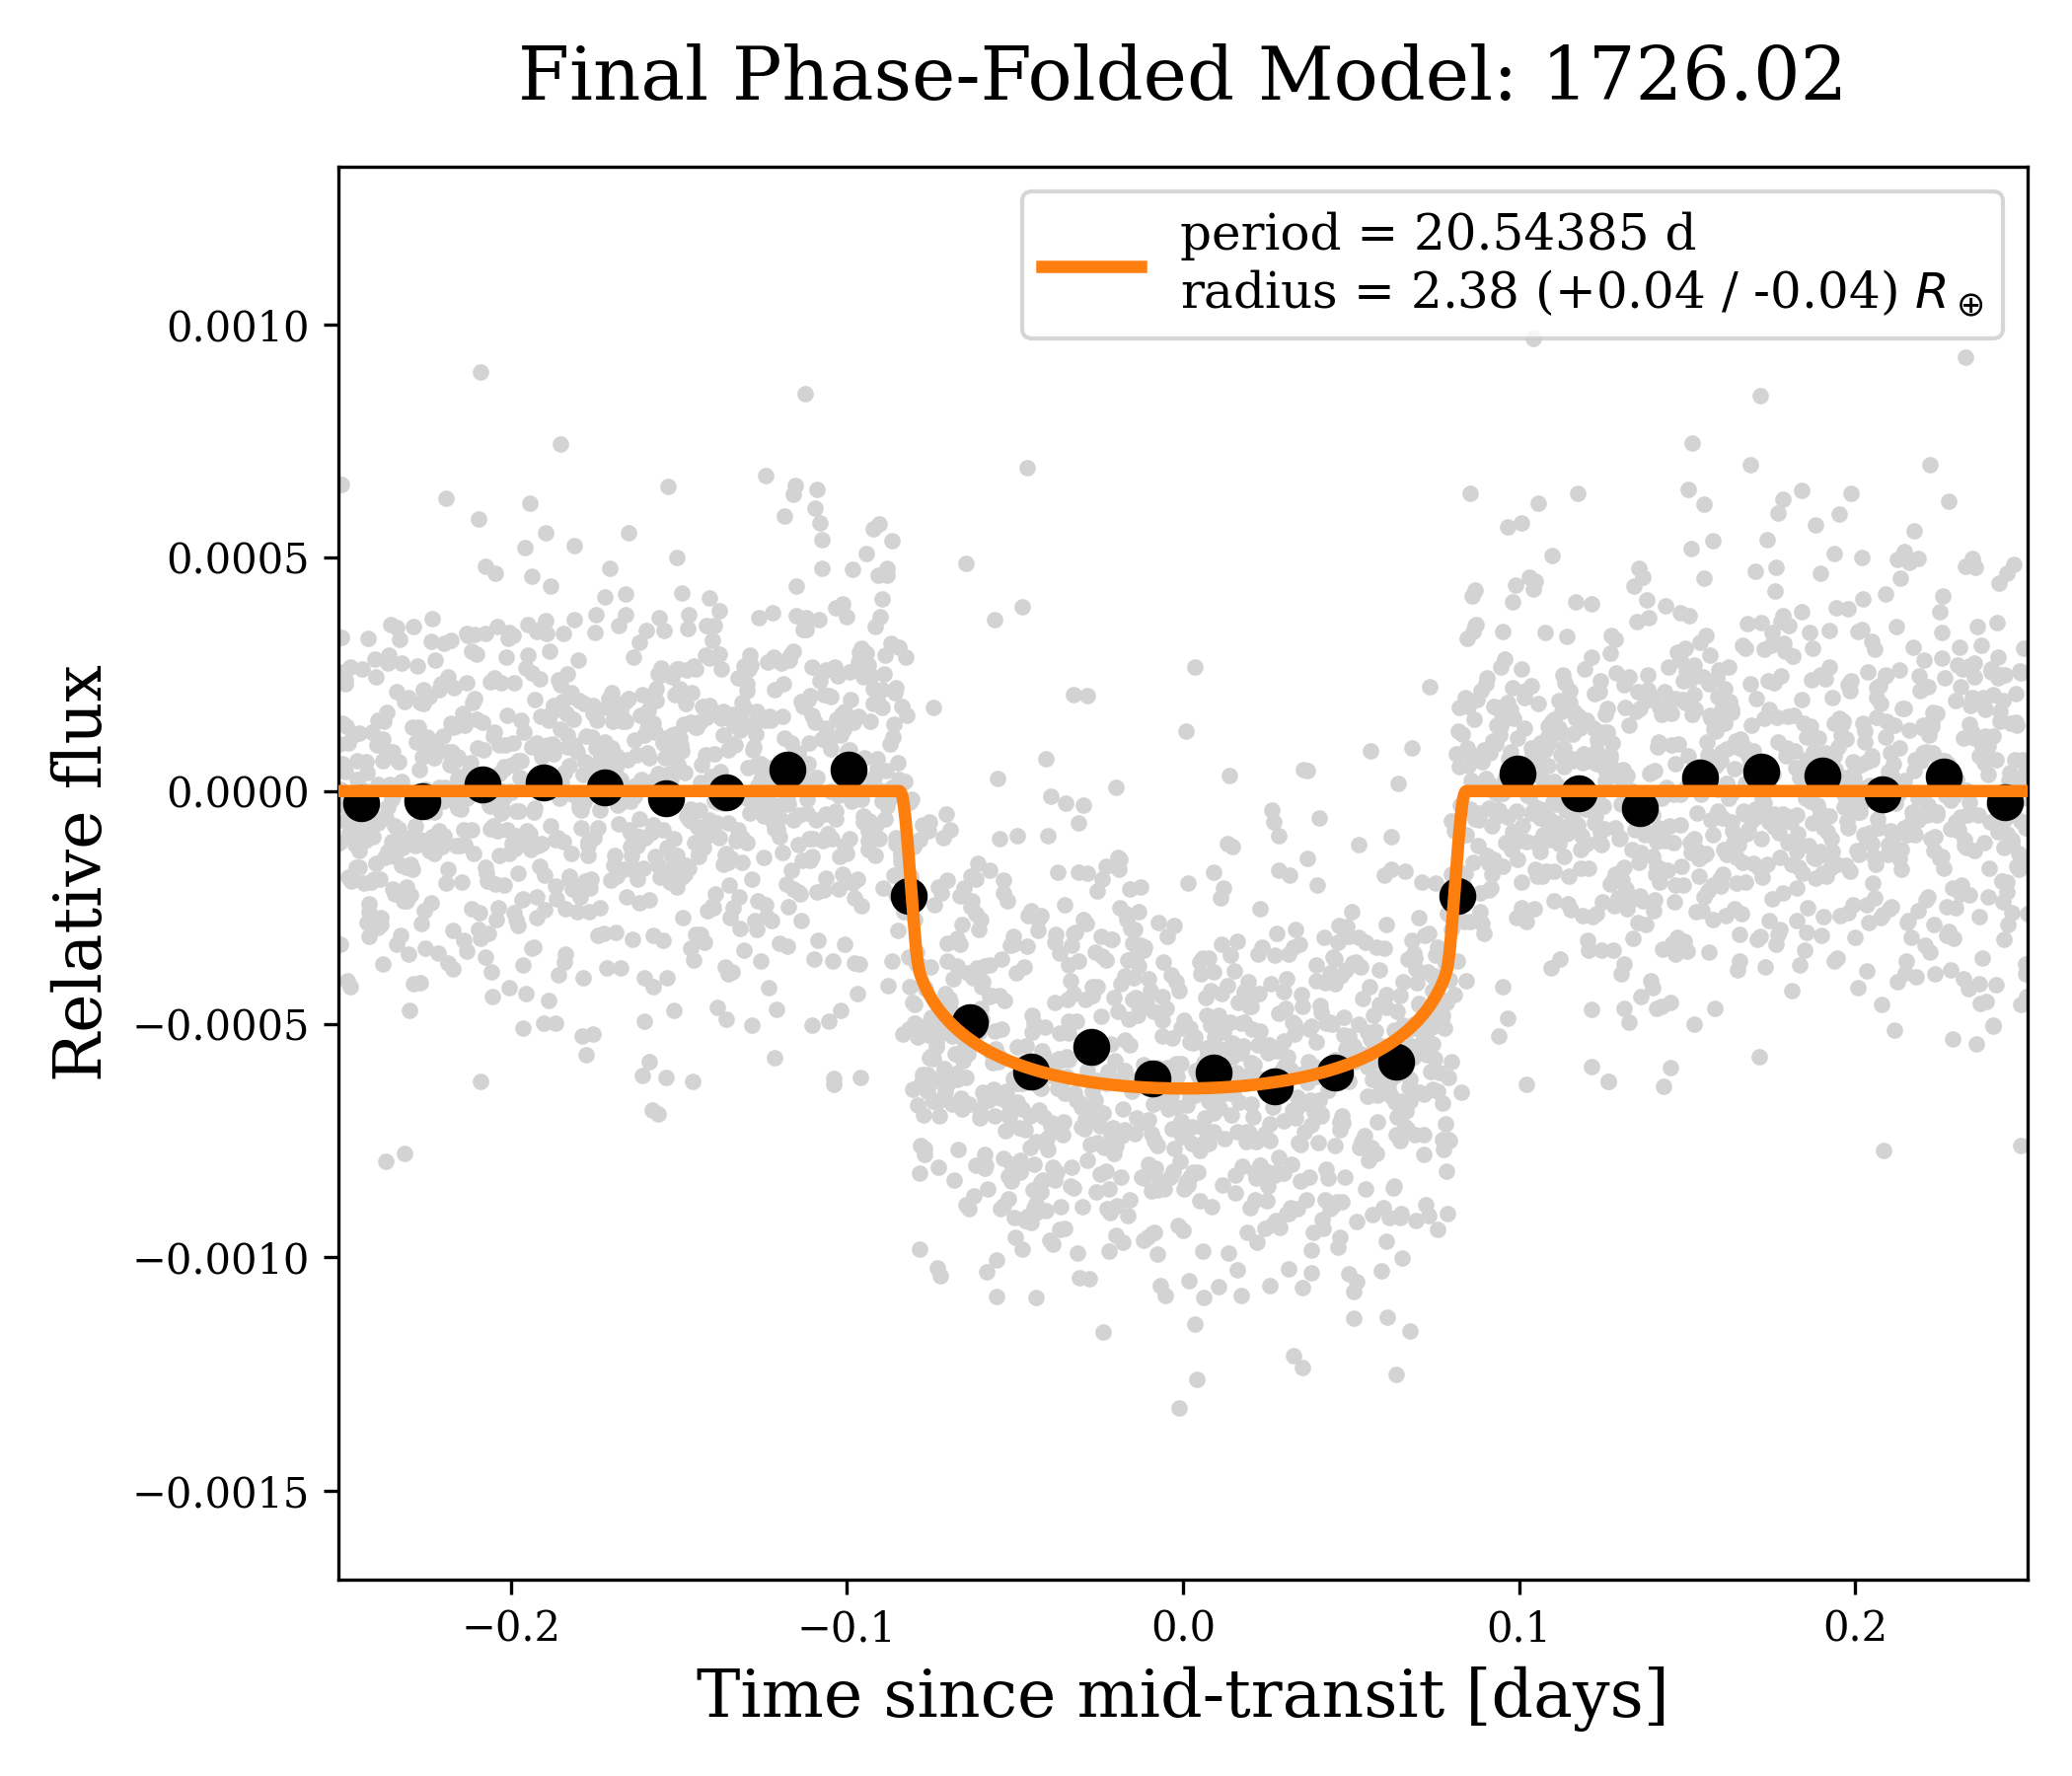 Final Phase-Folded Model: 1726.02
period = 20.54385 d
radius = 2.38 (+0.04 / -0.04) R⊕
0.0010
0.0005
0.0000
−0.0005
−0.0010
−0.0015
Relative flux
−0.2
−0.1
0.0
0.1
0.2
Time since mid-transit [days]